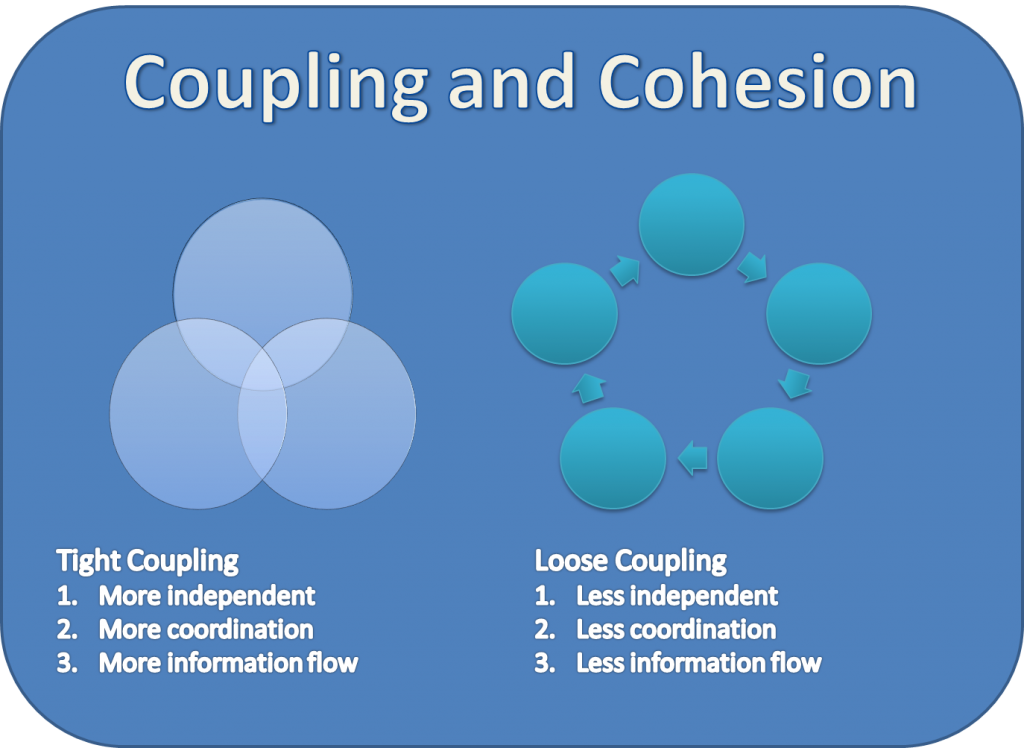 Coupling and Cohesion
Tight Coupling
1. More independent
2. More coordination
3. More information flow
Loose Coupling
1. Less independent
2. Less coordination
3. Less information flow